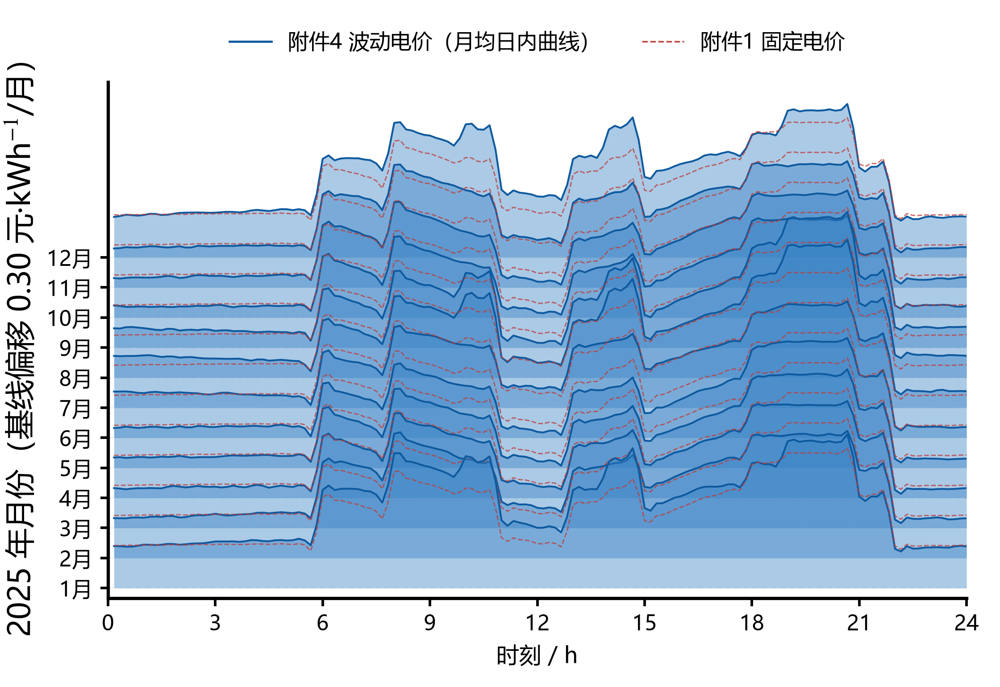 附件4 波动电价（月均日内曲线）
附件1 固定电价
2025 年月份（基线偏移 0.30 元·kWh⁻¹/月）
12月
11月
10月
9月
8月
7月
6月
5月
4月
3月
2月
1月
0 3 6 9 12 15 18 21 24
时刻 / h